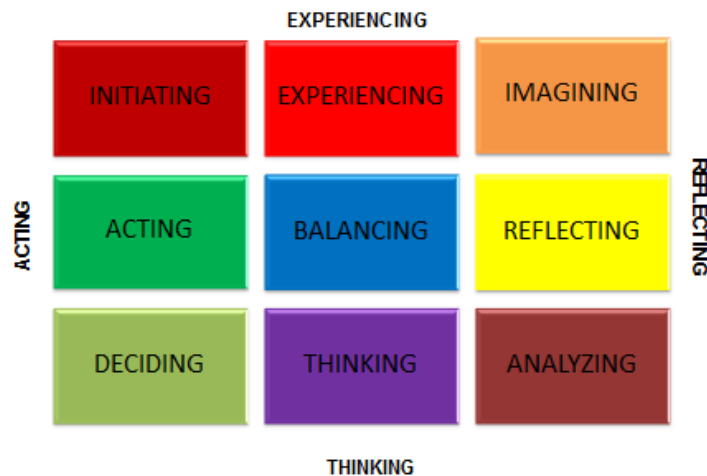 EXPERIENCING
INITIATING
EXPERIENCING
IMAGINING
ACTING
ACTING
BALANCING
REFLECTING
REFLECTING
DECIDING
THINKING
ANALYZING
THINKING